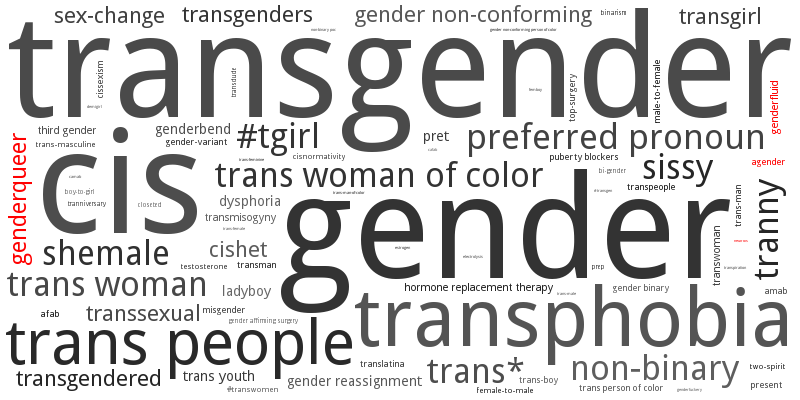 sex-change
transgenders
gender non-conforming
binarism
transgirl
transgender
cissexism
transdude
top-surgery
male-to-female
genderfluid
third gender
trans-masculine
genderbend
gender-variant
#tgirl
pret
preferred pronoun
cisnormativity
puberty blockers
sissy
agender
genderqueer
cis
boy-to-girl
tranniversary
closeted
trans woman of color
bi-gender
transpeople
dysphoria
transmisogyny
gender
trans-man
tranny
transwoman
shemale
cishet
testosterone
transman
estrogen
electrolysis
prep
trans woman
ladyboy
hormone replacement therapy
gender binary
amab
afab
transsexual
misgender
gender affirming surgery
transphobia
trans people
translatina
trans*
non-binary
two-spirit
transgendered
trans youth
#transwomen
gender reassignment
trans-boy
female-to-male
trans person of color
genderfuckery
present